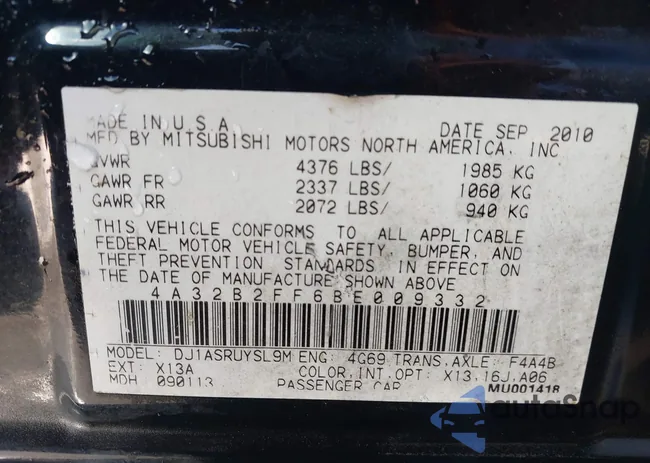 MADE IN U S A DATE SEP 2010
MFD BY MITSUBISHI MOTORS NORTH AMERICA, INC
GVWR 4376 LBS/ 1985 KG
GAWR FR 2337 LBS/ 1060 KG
GAWR RR 2072 LBS/ 940 KG
THIS VEHICLE CONFORMS TO ALL APPLICABLE
FEDERAL MOTOR VEHICLE SAFETY, BUMPER, AND
THEFT PREVENTION STANDARDS IN EFFECT ON
THE DATE OF MANUFACTURE SHOWN ABOVE
4A32B2FF6BE009332
MODEL: DJ1ASRUYSL9M ENG: 4G69 TRANS,AXLE: F4A4B
EXT: X13A COLOR,INT,OPT: X13,16J,A06
MDH 090113 PASSENGER CAR MU001418
autoSnap